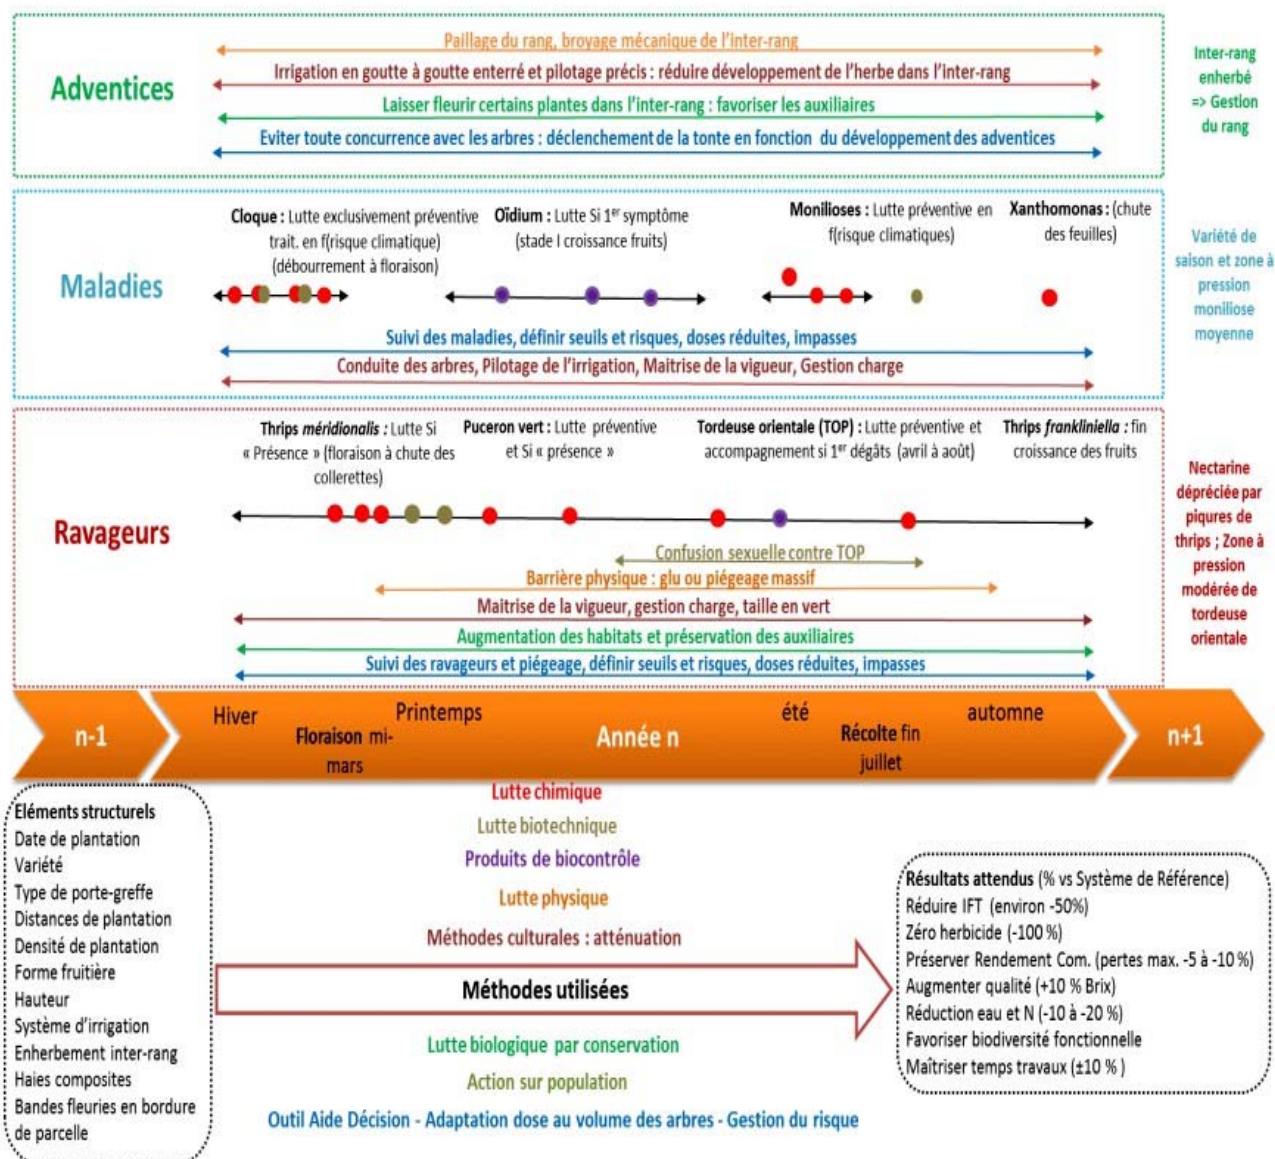 Adventices
Paillage du rang, broyage mécanique de l'inter-rang
Irrigation en goutte à goutte enterré et pilotage précis : réduire développement de l'herbe dans l'inter-rang
Laisser fleurir certains plantes dans l'inter-rang : favoriser les auxiliaires
Eviter toute concurrence avec les arbres : déclenchement de la tonte en fonction du développement des adventices
Inter-rang
enherbé
=> Gestion
du rang
Maladies
Cloque : Lutte exclusivement préventive
trait. en f(risque climatique)
(débourrement à floraison)
Oïdium : Lutte Si 1er symptôme
(stade I croissance fruits)
Monilioses : Lutte préventive en
f(risque climatiques)
Xanthomonas : (chute
des feuilles)
Suivi des maladies, définir seuils et risques, doses réduites, impasses
Conduite des arbres, Pilotage de l'irrigation, Maitrise de la vigueur, Gestion charge
Variété de
saison et zone à
pression
moniliose
moyenne
Ravageurs
Thrips méridionalis : Lutte Si
« Présence » (floraison à chute des
collerettes)
Puceron vert : Lutte préventive
et Si « présence »
Tordeuse orientale (TOP) : Lutte préventive et
accompagnement si 1er dégâts (avril à août)
Thrips frankliniella : fin
croissance des fruits
Confusion sexuelle contre TOP
Barrière physique : glu ou piégeage massif
Maitrise de la vigueur, gestion charge, taille en vert
Augmentation des habitats et préservation des auxiliaires
Suivi des ravageurs et piégeage, définir seuils et risques, doses réduites, impasses
Nectarine
dépréciée par
piqures de
thrips ; Zone à
pression
modérée de
tordeuse
orientale
n-1
Hiver
Floraison mi-
mars
Printemps
Année n
été
Récolte fin
juillet
automne
n+1
Eléments structurels
Date de plantation
Variété
Type de porte-greffe
Distances de plantation
Densité de plantation
Forme fruitière
Hauteur
Système d'irrigation
Enherbement inter-rang
Haies composites
Bandes fleuries en bordure
de parcelle
Lutte chimique
Lutte biotechnique
Produits de biocontrôle
Lutte physique
Méthodes culturales : atténuation
Méthodes utilisées
Lutte biologique par conservation
Action sur population
Outil Aide Décision - Adaptation dose au volume des arbres - Gestion du risque
Résultats attendus (% vs Système de Référence)
Réduire IFT (environ -50%)
Zéro herbicide (-100 %)
Préserver Rendement Com. (pertes max. -5 à -10 %)
Augmenter qualité (+10 % Brix)
Réduction eau et N (-10 à -20 %)
Favoriser biodiversité fonctionnelle
Maîtriser temps travaux (±10 % )